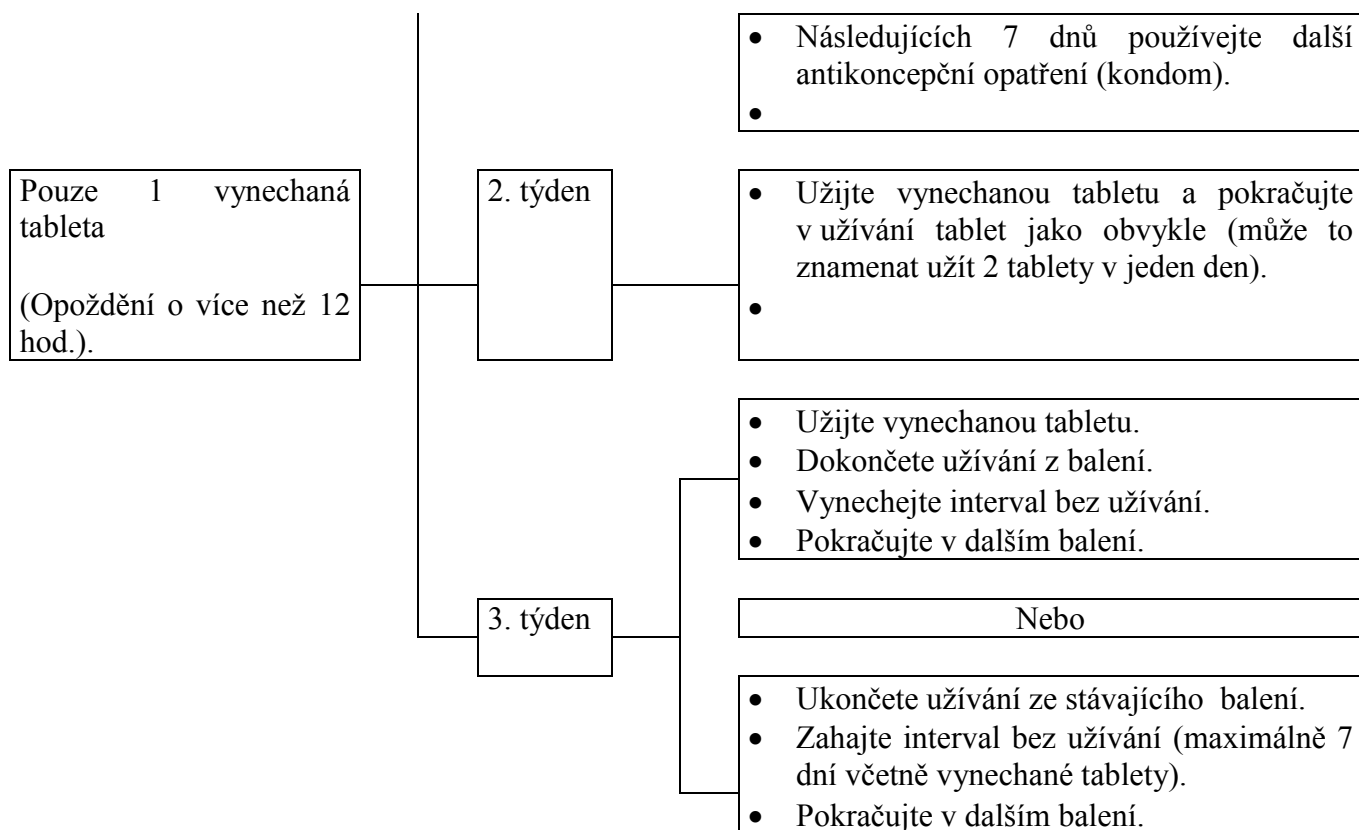 • Následujících 7 dnů používejte další
antikoncepční opatření (kondom).
•
Pouze 1 vynechaná
tableta
(Opoždění o více než 12
hod.).
2. týden
• Užijte vynechanou tabletu a pokračujte
v užívání tablet jako obvykle (může to
znamenat užít 2 tablety v jeden den).
•
• Užijte vynechanou tabletu.
• Dokončete užívání z balení.
• Vynechejte interval bez užívání.
• Pokračujte v dalším balení.
3. týden
Nebo
• Ukončete užívání ze stávajícího balení.
• Zahajte interval bez užívání (maximálně 7
dní včetně vynechané tablety).
• Pokračujte v dalším balení.